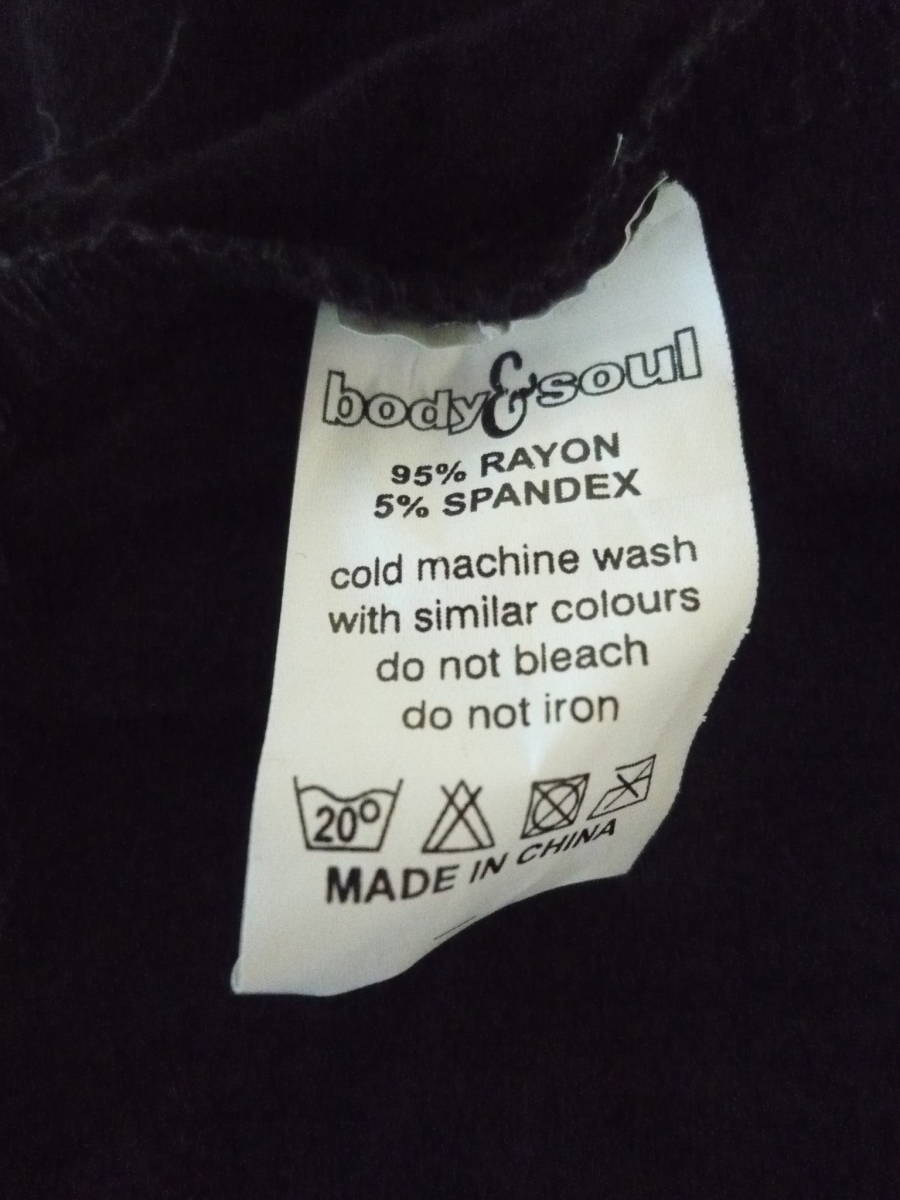 body & soul
95% RAYON
5% SPANDEX
cold machine wash
with similar colours
do not bleach
do not iron
20°
MADE IN CHINA